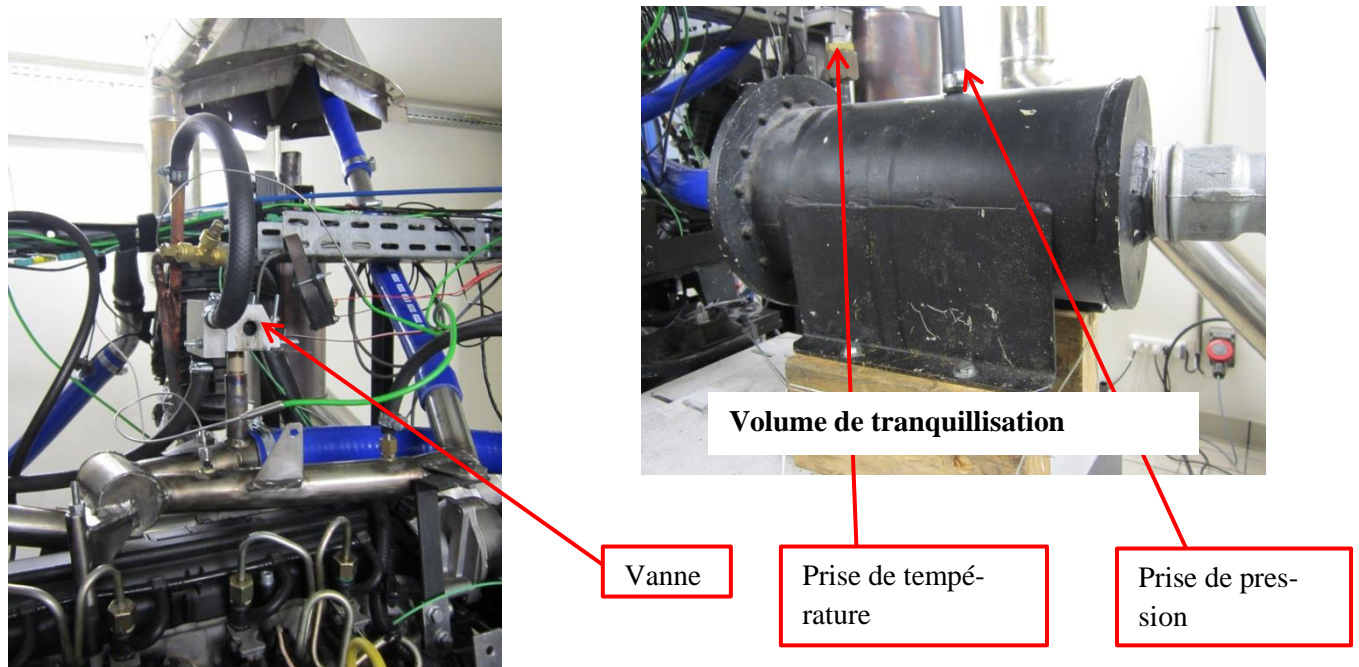 Volume de tranquillisation
Vanne
Prise de tempé-
rature
Prise de pres-
sion